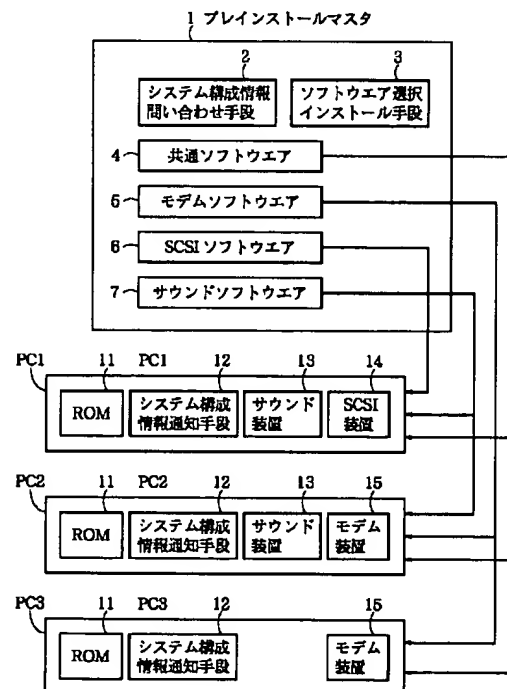 1 プレインストールマスタ
2
システム構成情報
問い合わせ手段
3
ソフトウエア選択
インストール手段
4
共通ソフトウエア
5
モデムソフトウエア
6
SCSI ソフトウエア
7
サウンドソフトウエア
PC1
11
PC1
12
13
14
ROM
システム構成
情報通知手段
サウンド
装置
SCSI
装置
PC2
11
PC2
12
13
15
ROM
システム構成
情報通知手段
サウンド
装置
モデム
装置
PC3
11
PC3
12
15
ROM
システム構成
情報通知手段
モデム
装置